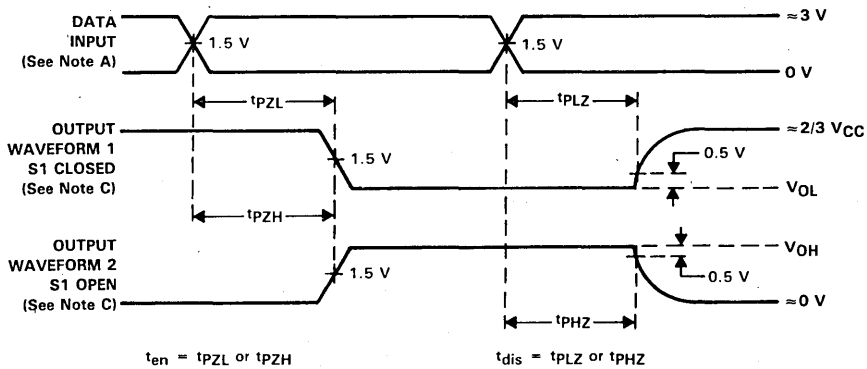 DATA
INPUT
(See Note A)
1.5 V
1.5 V
≈3 V
0 V
tPZL
tPLZ
OUTPUT
WAVEFORM 1
S1 CLOSED
(See Note C)
1.5 V
≈2/3 VCC
0.5 V
VOL
tPZH
OUTPUT
WAVEFORM 2
S1 OPEN
(See Note C)
1.5 V
VOH
0.5 V
≈0 V
tPHZ
ten = tPZL or tPZH
tdis = tPLZ or tPHZ